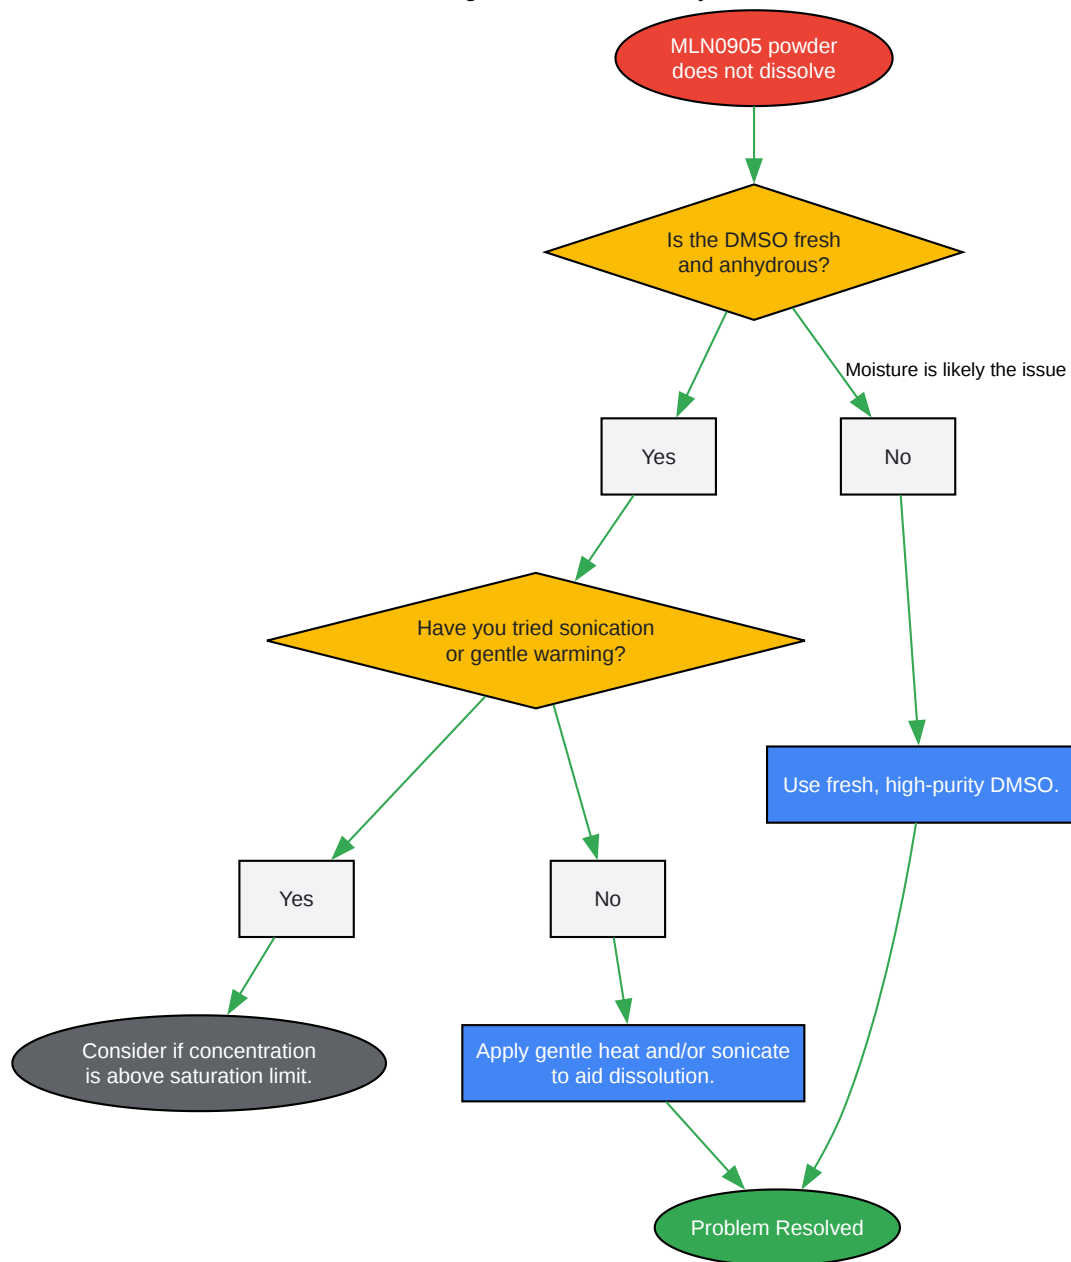 MLN0905 powder
does not dissolve
Is the DMSO fresh
and anhydrous?
Moisture is likely the issue
Yes
No
Have you tried sonication
or gentle warming?
Use fresh, high-purity DMSO.
Yes
No
Consider if concentration
is above saturation limit.
Apply gentle heat and/or sonicate
to aid dissolution.
Problem Resolved